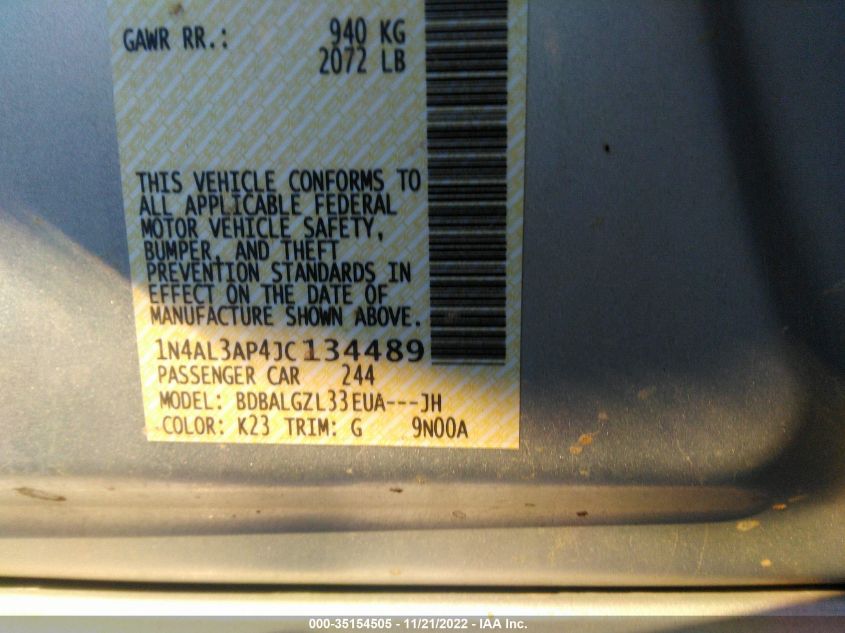 GAWR RR.: 940 KG
2072 LB
THIS VEHICLE CONFORMS TO
ALL APPLICABLE FEDERAL
MOTOR VEHICLE SAFETY,
BUMPER, AND THEFT
PREVENTION STANDARDS IN
EFFECT ON THE DATE OF
MANUFACTURE SHOWN ABOVE.
1N4AL3AP4JC134489
PASSENGER CAR 244
MODEL: BDBALGZL33EUA---JH
COLOR: K23 TRIM: G 9N00A
000-35154505 - 11/21/2022 - IAA Inc.